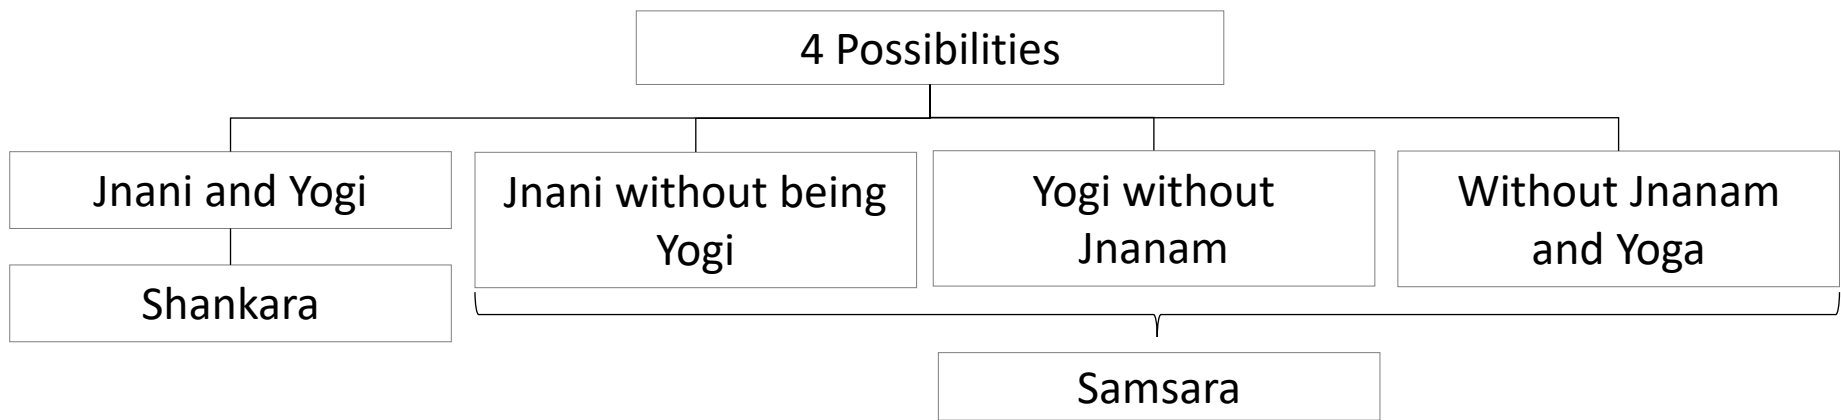 4 Possibilities
Jnani and Yogi
Jnani without being
Yogi
Yogi without
Jnanam
Without Jnanam
and Yoga
Shankara
Samsara